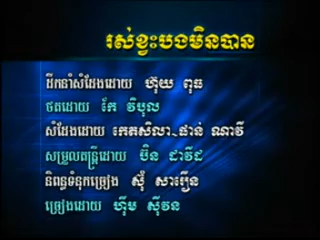 រស់ខ្វះបងមិនបាន
ដឹកនាំសំដែងដោយ ហ៊ុយ ពុធ
ថតដោយ កែ វិបុល
សំដែងដោយ កេតសិលា~ផាន់ ណាវី
សម្រួលតន្ត្រីដោយ ប៊ិន ដាវីដ
និពន្ធទំនុកច្រៀង ស៊ុំ សារឿន
ច្រៀងដោយ ហ៊ឹម ស៊ីវន